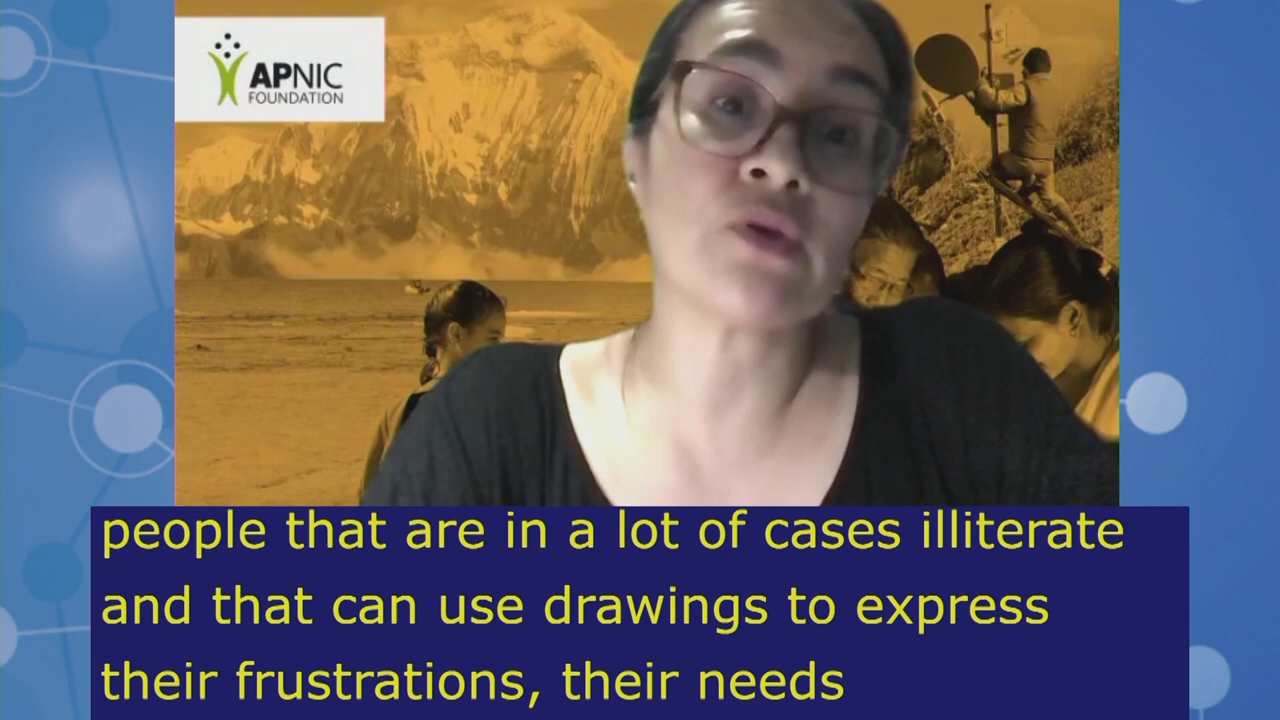 APNIC
FOUNDATION
people that are in a lot of cases illiterate
and that can use drawings to express
their frustrations, their needs